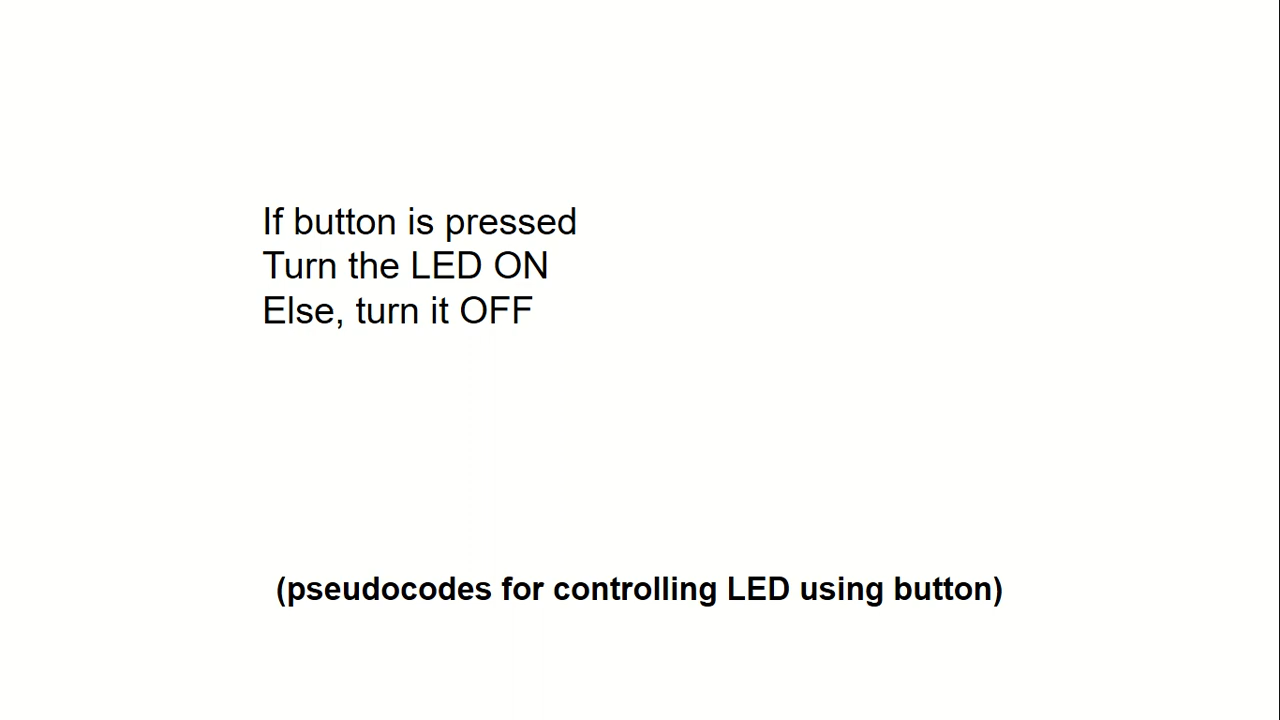 If button is pressed
Turn the LED ON
Else, turn it OFF
(pseudocodes for controlling LED using button)